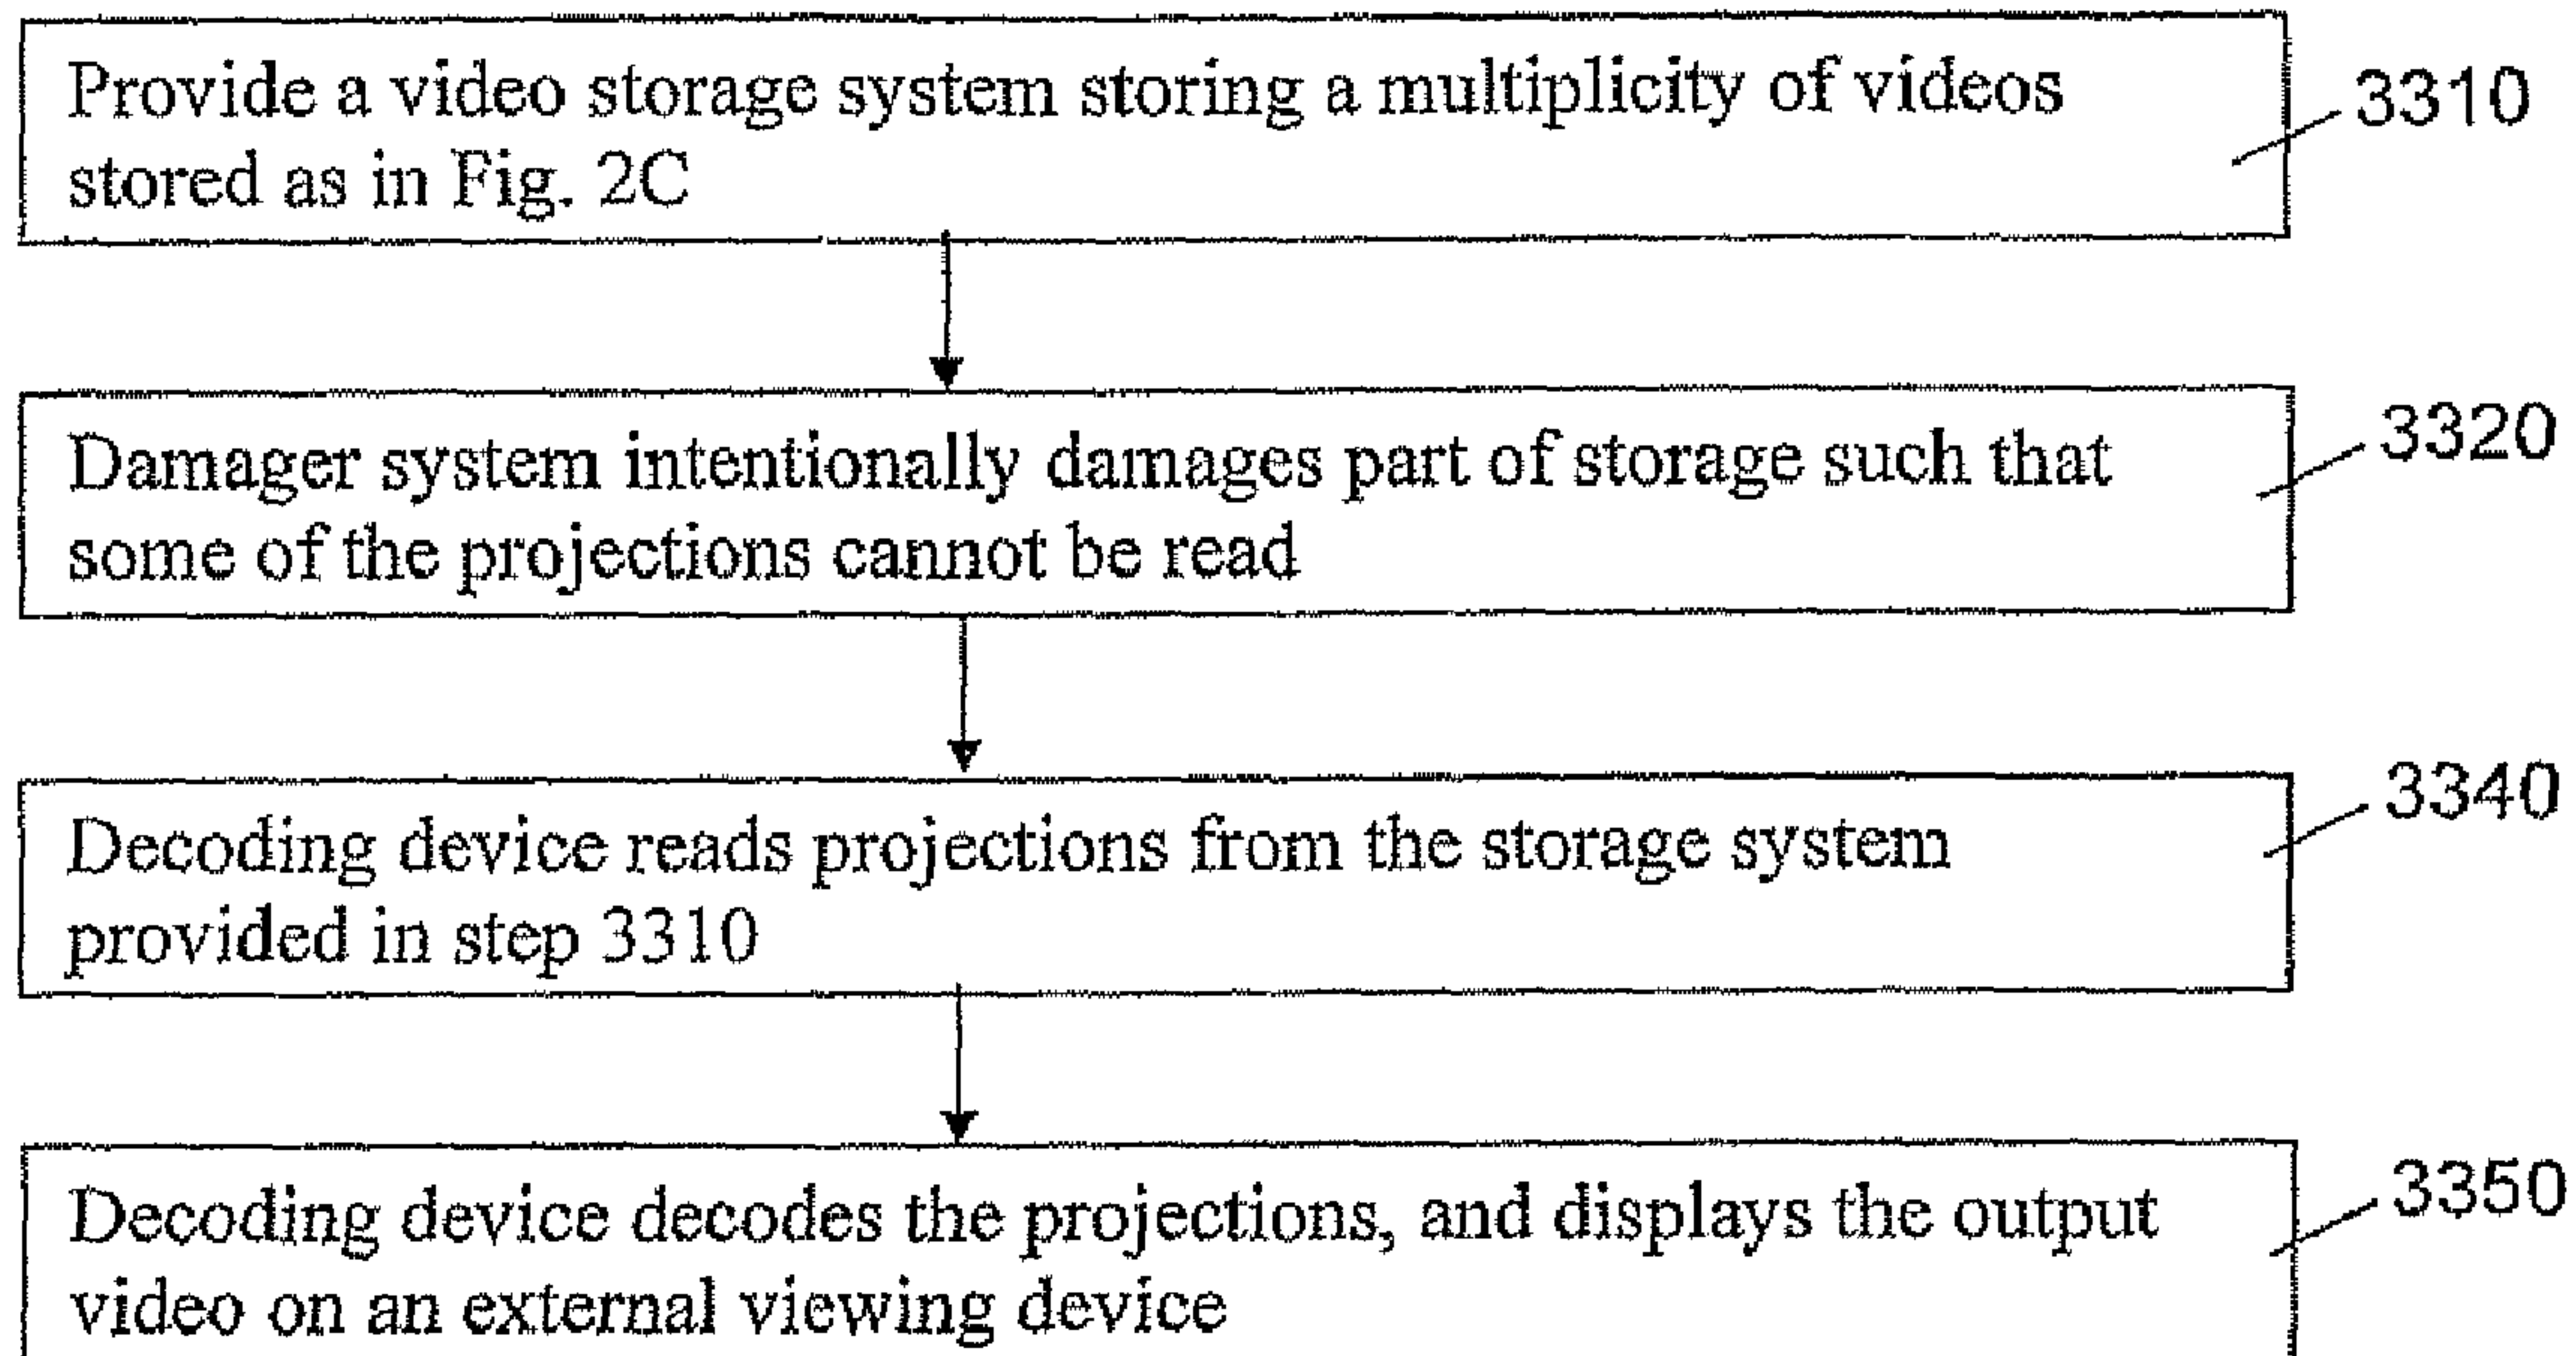 Provide a video storage system storing a multiplicity of videos
stored as in Fig. 2C
3310
Damager system intentionally damages part of storage such that
some of the projections cannot be read
3320
Decoding device reads projections from the storage system
provided in step 3310
3340
Decoding device decodes the projections, and displays the output
video on an external viewing device
3350